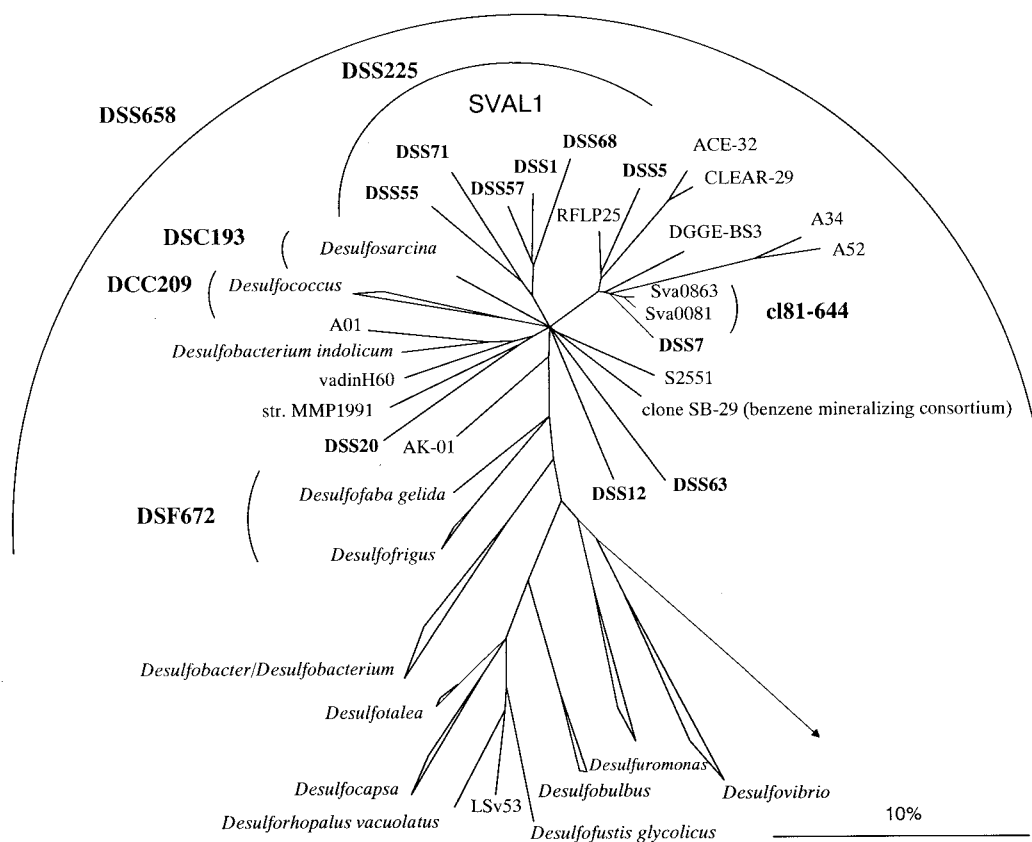 DSS225
SVAL1
DSS658
DSS68
DSS71
DSS1
ACE-32
DSS57
DSS5
CLEAR-29
DSS55
RFLP25
A34
DGGE-BS3
DSC193
Desulfosarcina
A52
DCC209
Desulfococcus
Sva0863
Sva0081
cl81-644
A01
DSS7
Desulfobacterium indolicum
vadinH60
S2551
str. MMP1991
clone SB-29 (benzene mineralizing consortium)
DSS20
AK-01
DSS63
DSS12
Desulfofaba gelida
DSF672
Desulfofrigus
Desulfobacter/Desulfobacterium
Desulfotalea
Desulfuromonas
Desulfocapsa
Desulfobulbus
Desulfovibrio
LSv53
Desulforhopalus vacuolatus
Desulfofustis glycolicus
10%